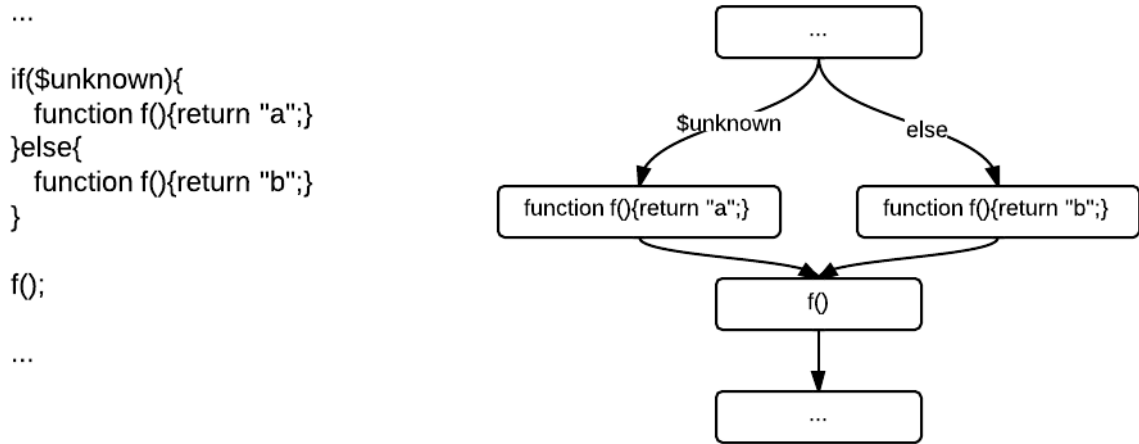 ...
if($unknown){
function f(){return "a";}
}else{
function f(){return "b";}
}
f();
...
...
$unknown
else
function f(){return "a";}
function f(){return "b";}
f()
...